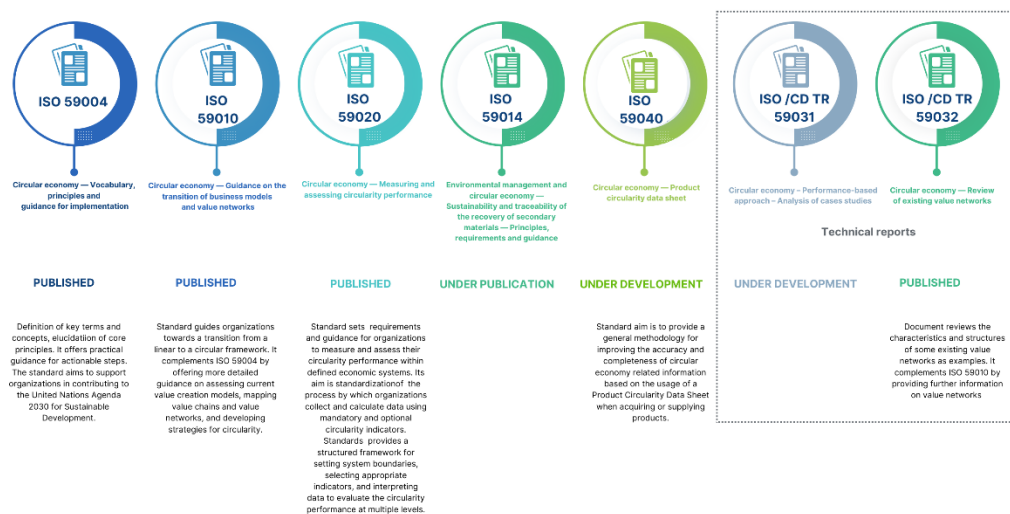 ISO 59004
Circular economy — Vocabulary,
principles and
guidance for implementation
PUBLISHED
Definition of key terms and
concepts, elucidatiion of core
principles. It offers practical
guidance for actionable steps.
The standard aims to support
organizations in contributing to
the United Nations Agenda
2030 for Sustainable
Development.
ISO
59010
Circular economy — Guidance on the
transition of business models
and value networks
PUBLISHED
Standard guides organizations
towards a transition from a
linear to a circular framework. It
complements ISO 59004 by
offering more detailed
guidance on assessing current
value creation models, mapping
value chains and value
networks, and developing
strategies for circularity.
ISO
59020
Circular economy — Measuring and
assessing circularity performance
PUBLISHED
Standard sets requirements
and guidance for organizations
to measure and assess their
circularity performance within
defined economic systems. Its
aim is standardizationof the
process by which organizations
collect and calculate data using
mandatory and optional
circularity indicators.
Standards provides a
structured framework for
setting system boundaries,
selecting appropriate
indicators, and interpreting
data to evaluate the circularity
performance at multiple levels.
ISO
59014
Environmental management and
circular economy —
Sustainability and traceability of
the recovery of secondary
materials — Principles,
requirements and guidance
UNDER PUBLICATION
ISO
59040
Circular economy — Product
circularity data sheet
UNDER DEVELOPMENT
Standard aim is to provide a
general methodology for
improving the accuracy and
completeness of circular
economy related information
based on the usage of a
Product Circularity Data Sheet
when acquiring or supplying
products.
ISO /CD TR
59031
Circular economy – Performance-based
approach – Analysis of cases studies
ISO /CD TR
59032
Circular economy — Review
of existing value networks
Technical reports
UNDER DEVELOPMENT
PUBLISHED
Document reviews the
characteristics and structures
of some existing value
networks as examples. It
complements ISO 59010 by
providing further information
on value networks